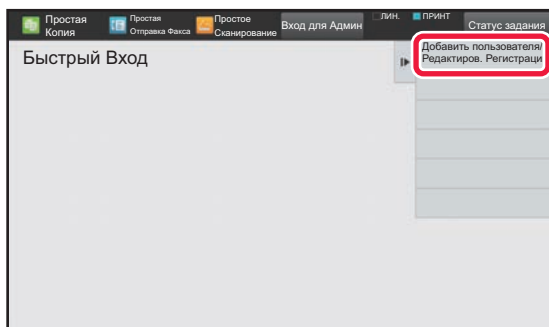 Простая
Копия
Простая
Отправка Факса
Простое
Сканирование
Вход для Админ
ЛИН.
ПРИНТ
Статус задания
Быстрый Вход
Добавить пользователя/
Редактиров. Регистраци